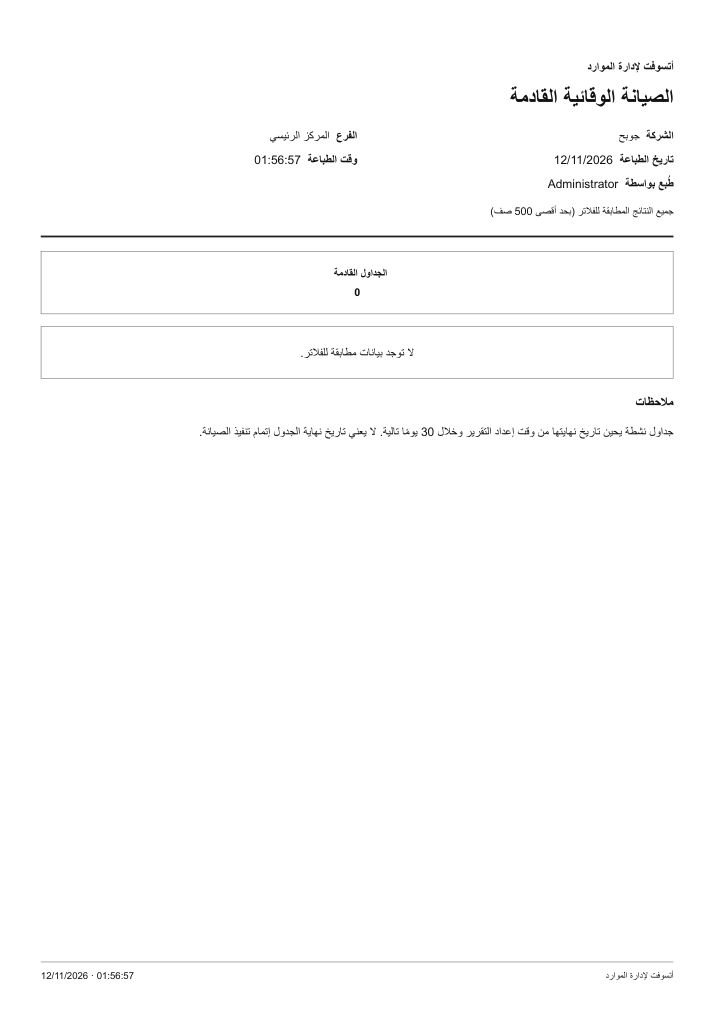 أتسوفت لإدارة الموارد
الصيانة الوقائية القادمة
الشركة جوبح
الفرع المركز الرئيسي
تاريخ الطباعة 12/11/2026
وقت الطباعة 01:56:57
طُبع بواسطة Administrator
جميع النتائج المطابقة للفلاتر (بحد أقصى 500 صف)
الجداول القادمة
0
لا توجد بيانات مطابقة للفلاتر.
ملاحظات
جداول نشطة يحين تاريخ نهايتها من وقت إعداد التقرير وخلال 30 يومًا تالية. لا يعني تاريخ نهاية الجدول إتمام تنفيذ الصيانة.
أتسوفت لإدارة الموارد
12/11/2026 · 01:56:57